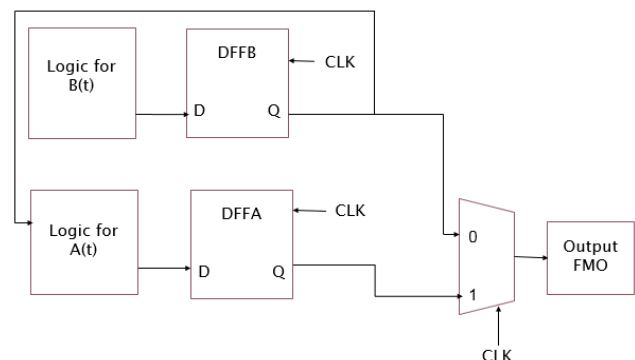 Logic for
B(t)
DFFB
D
Q
CLK
Logic for
A(t)
DFFA
D
Q
CLK
0
1
CLK
Output
FMO